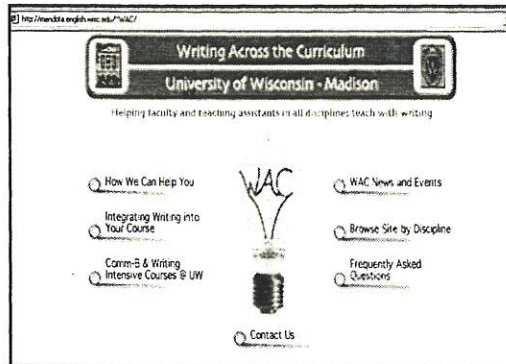 http://mendota.english.wisc.edu/~WAC/
Writing Across the Curriculum
University of Wisconsin - Madison
Helping faculty and teaching assistants in all disciplines teach with writing
How We Can Help You
Integrating Writing into
Your Course
Comm-B & Writing
Intensive Courses @ UW
WAC
WAC News and Events
Browse Site by Discipline
Frequently Asked
Questions
Contact Us